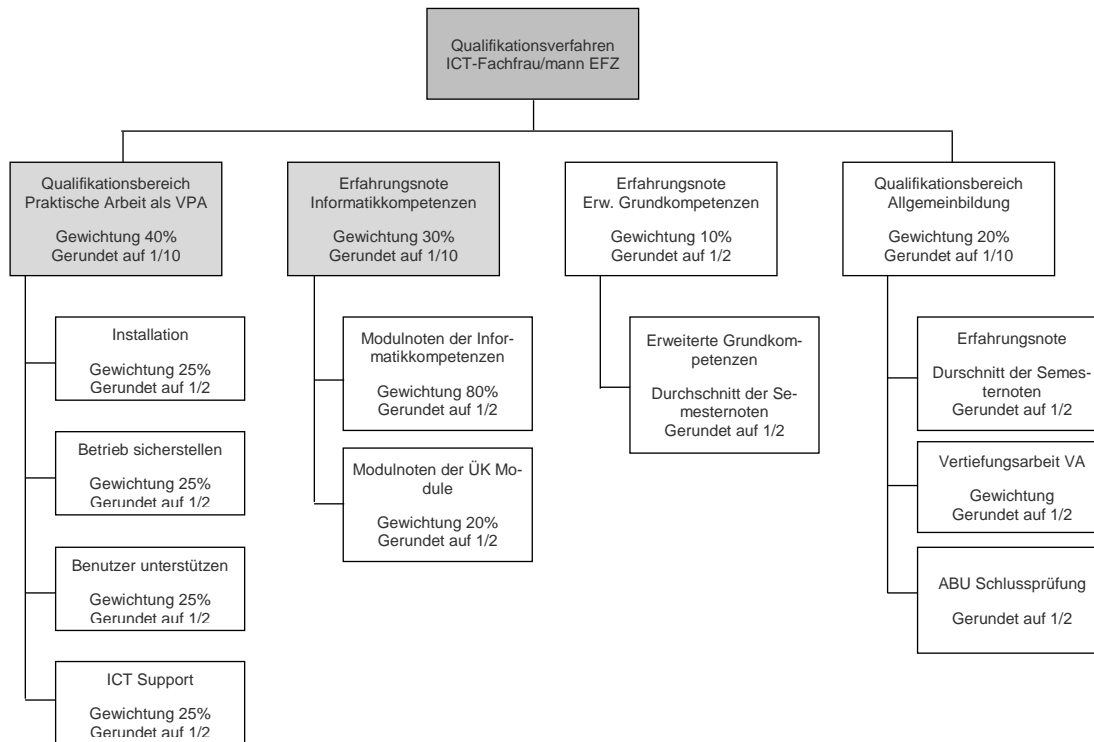 Qualifikationsverfahren
ICT-Fachfrau/mann EFZ
Qualifikationsbereich
Praktische Arbeit als VPA
Gewichtung 40%
Gerundet auf 1/10
Installation
Gewichtung 25%
Gerundet auf 1/2
Betrieb sicherstellen
Gewichtung 25%
Gerundet auf 1/2
Benutzer unterstützen
Gewichtung 25%
Gerundet auf 1/2
ICT Support
Gewichtung 25%
Gerundet auf 1/2
Erfahrungsnote
Informatikkompetenzen
Gewichtung 30%
Gerundet auf 1/10
Modulnoten der Infor-
matikkompetenzen
Gewichtung 80%
Gerundet auf 1/2
Modulnoten der ÜK Mo-
dule
Gewichtung 20%
Gerundet auf 1/2
Erfahrungsnote
Erw. Grundkompetenzen
Gewichtung 10%
Gerundet auf 1/2
Erweiterte Grundkom-
petenzen
Durchschnitt der Se-
mesternoten
Gerundet auf 1/2
Qualifikationsbereich
Allgemeinbildung
Gewichtung 20%
Gerundet auf 1/10
Erfahrungsnote
Durschnitt der Semes-
ternoten
Gerundet auf 1/2
Vertiefungsarbeit VA
Gewichtung
Gerundet auf 1/2
ABU Schlussprüfung
Gerundet auf 1/2